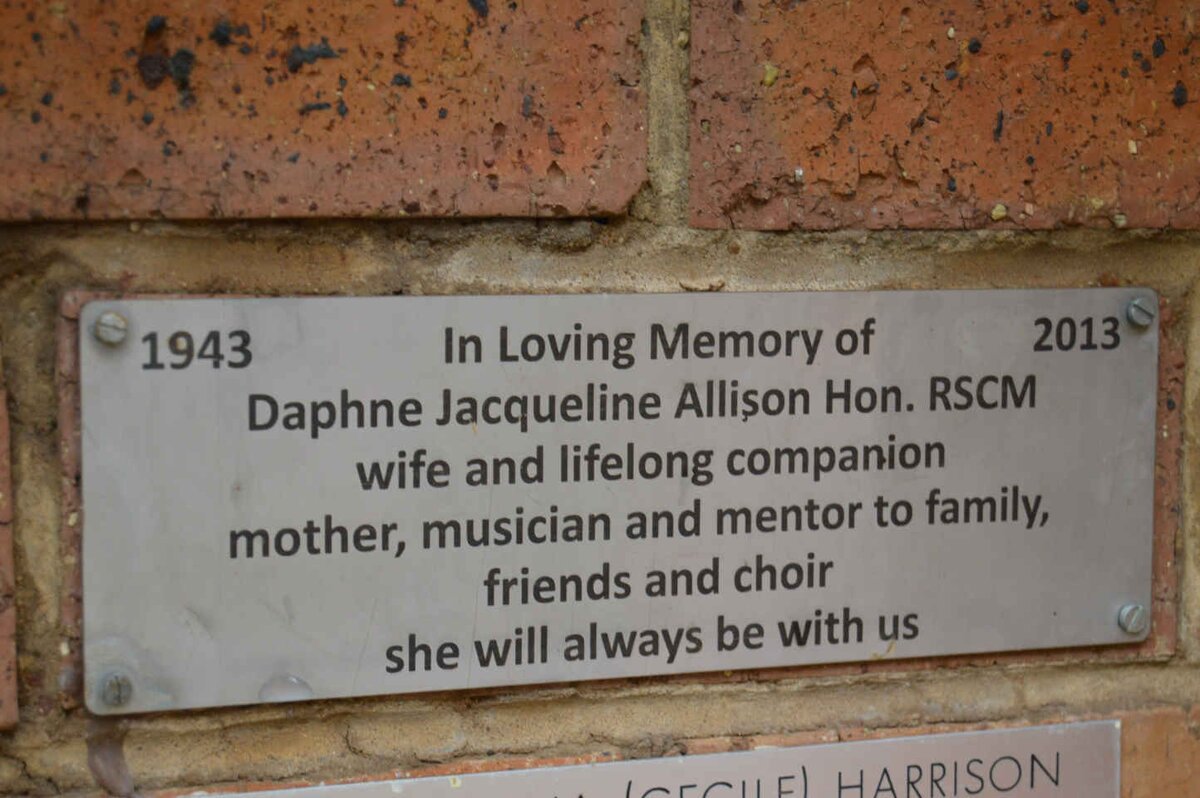 1943 In Loving Memory of 2013
Daphne Jacqueline Allison Hon. RSCM
wife and lifelong companion
mother, musician and mentor to family,
friends and choir
she will always be with us
(CECILE) HARRISON